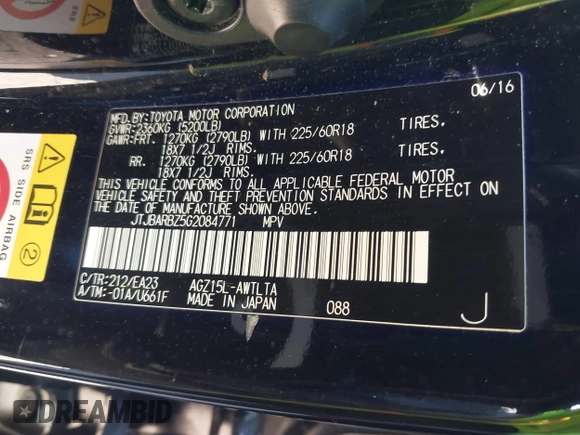 06/16
MFD.BY:TOYOTA MOTOR CORPORATION
GVWR:2360KG (5200LB)
GAWR:FRT. 1270KG (2790LB) WITH 225/60R18 TIRES.
18X7 1/2J RIMS.
RR. 1270KG (2790LB) WITH 225/60R18 TIRES.
18X7 1/2J RIMS.
THIS VEHICLE CONFORMS TO ALL APPLICABLE FEDERAL MOTOR
VEHICLE SAFETY AND THEFT PREVENTION STANDARDS IN EFFECT ON
THE DATE OF MANUFACTURE SHOWN ABOVE.
JTJBARBZ5G2084771 MPV
C/TR:212/EA23 AGZ15L-AWTLTA
A/TM:-01A/U661F MADE IN JAPAN 088 J
SRS SIDE AIRBAG
2
DREAMBID